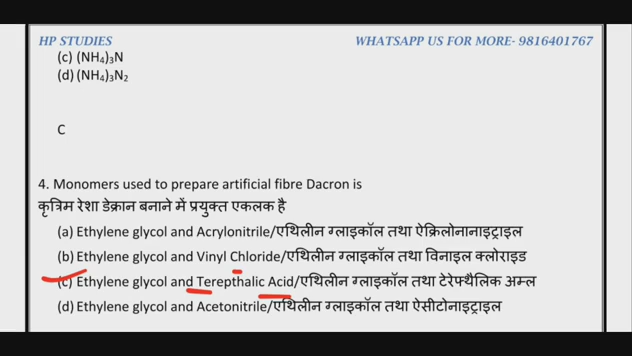 HP STUDIES WHATSAPP US FOR MORE- 9816401767
(c) (NH₄)₃N
(d) (NH₄)₃N₂
C
4. Monomers used to prepare artificial fibre Dacron is
कृत्रिम रेशा डेक्रान बनाने में प्रयुक्त एकलक है
(a) Ethylene glycol and Acrylonitrile/एथिलीन ग्लाइकॉल तथा ऐक्रिलोनानाइट्राइल
(b) Ethylene glycol and Vinyl Chloride/एथिलीन ग्लाइकॉल तथा विनाइल क्लोराइड
(c) Ethylene glycol and Terepthalic Acid/एथिलीन ग्लाइकॉल तथा टेरेफ्थैलिक अम्ल
(d) Ethylene glycol and Acetonitrile/एथिलीन ग्लाइकॉल तथा ऐसीटोनाइट्राइल